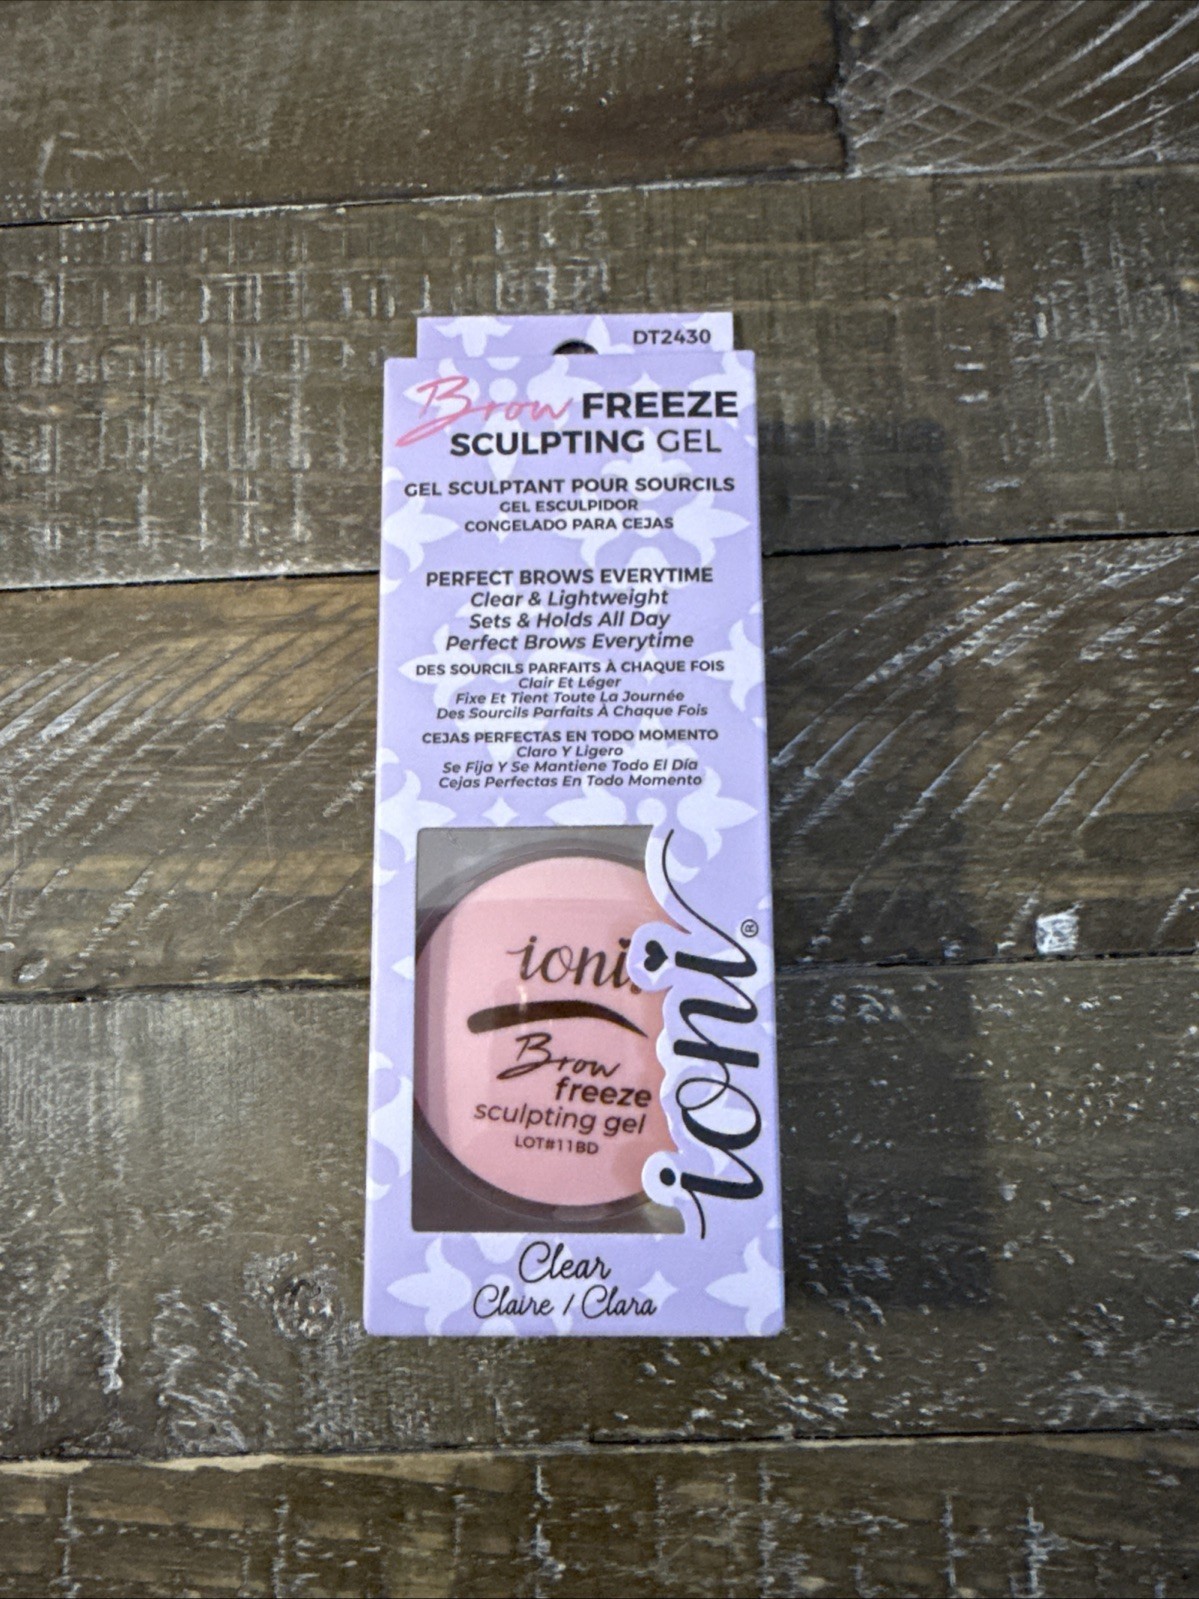 DT2430
Brow FREEZE
SCULPTING GEL
GEL SCULPTANT POUR SOURCILS
GEL ESCULPIDOR
CONGELADO PARA CEJAS
PERFECT BROWS EVERYTIME
Clear & Lightweight
Sets & Holds All Day
Perfect Brows Everytime
DES SOURCILS PARFAITS À CHAQUE FOIS
Clair Et Léger
Fixe Et Tient Toute La Journée
Des Sourcils Parfaits À Chaque Fois
CEJAS PERFECTAS EN TODO MOMENTO
Claro Y Ligero
Se Fija Y Se Mantiene Todo El Día
Cejas Perfectas En Todo Momento
ioni
Brow
freeze
sculpting gel
LOT#11BD
ioni®
Clear
Claire / Clara